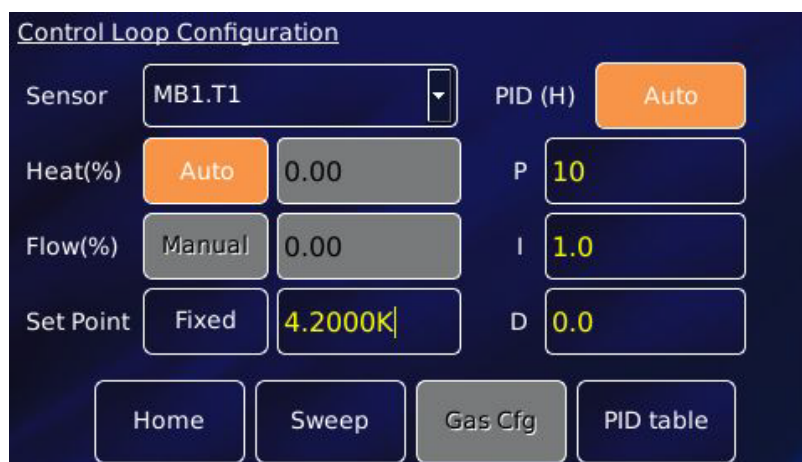 Control Loop Configuration
Sensor MB1.T1 PID (H) Auto
Heat(%) Auto 0.00 P 10
Flow(%) Manual 0.00 I 1.0
Set Point Fixed 4.2000K D 0.0
Home Sweep Gas Cfg PID table